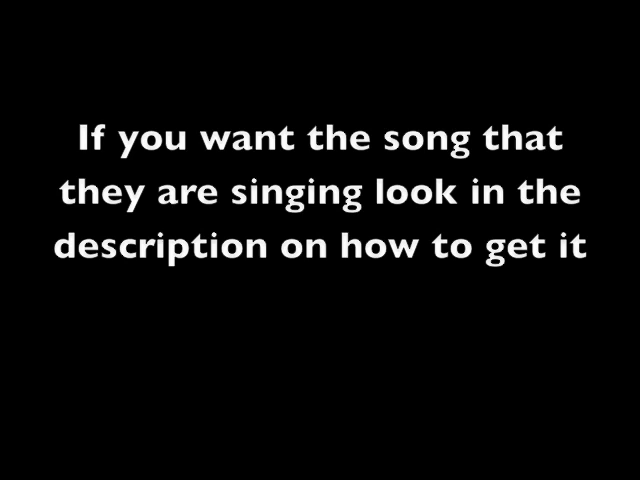 If you want the song that
they are singing look in the
description on how to get it